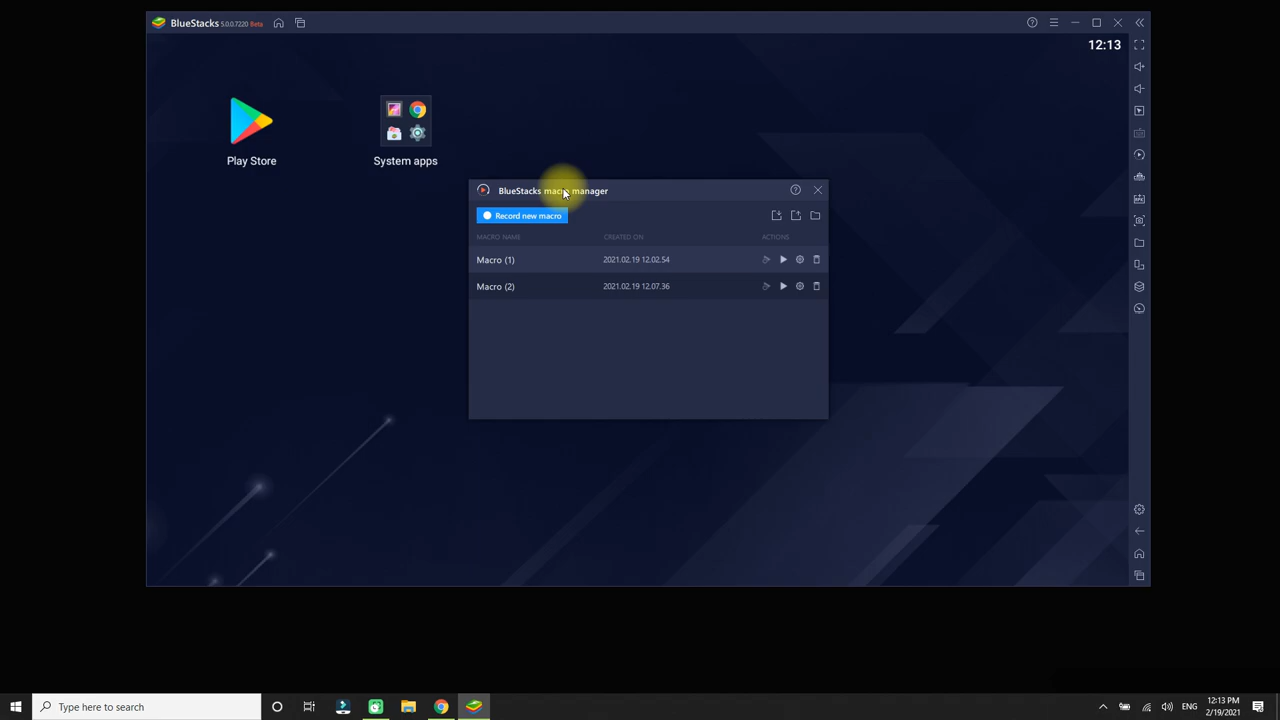 BlueStacks 5.0.0.7220 Beta
12:13
Play Store
System apps
BlueStacks macro manager
Record new macro
MACRO NAME CREATED ON ACTIONS
Macro (1) 2021.02.19 12.02.54
Macro (2) 2021.02.19 12.07.36
Type here to search
ENG
12:13 PM
2/19/2021